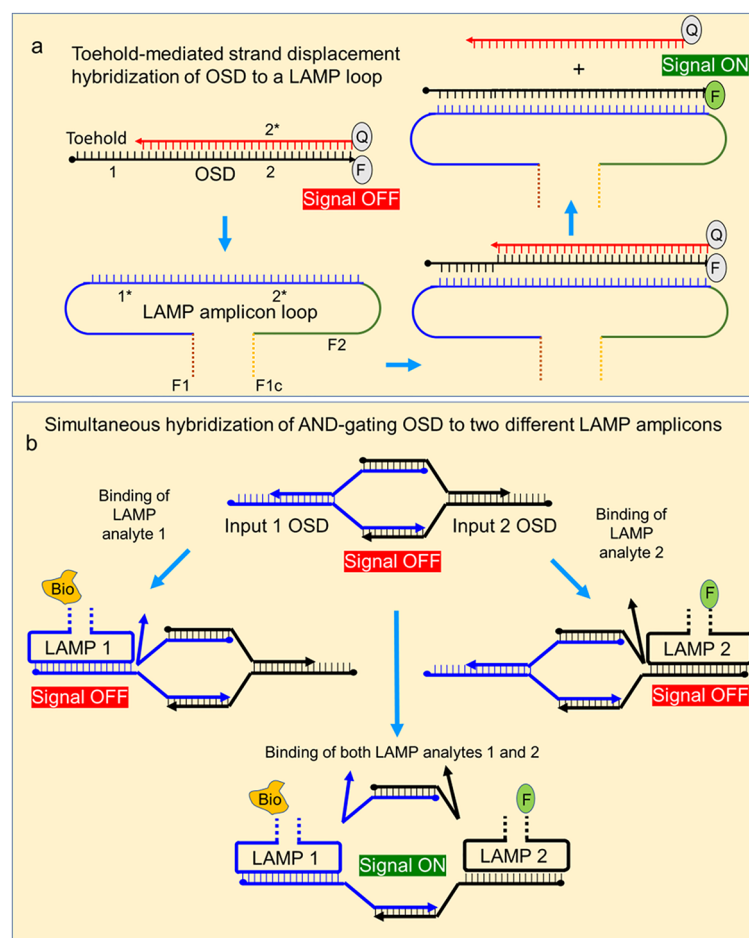 a
Toehold-mediated strand displacement
hybridization of OSD to a LAMP loop
Toehold
2*
Q
1
OSD
2
F
Signal OFF
1*
2*
LAMP amplicon loop
F2
F1
F1c
Q
Signal ON
+
F
Q
F
b
Simultaneous hybridization of AND-gating OSD to two different LAMP amplicons
Binding of
LAMP
analyte 1
Input 1 OSD
Input 2 OSD
Signal OFF
Binding of
LAMP
analyte 2
Bio
LAMP 1
Signal OFF
F
LAMP 2
Signal OFF
Binding of both LAMP analytes 1 and 2
Bio
LAMP 1
Signal ON
F
LAMP 2